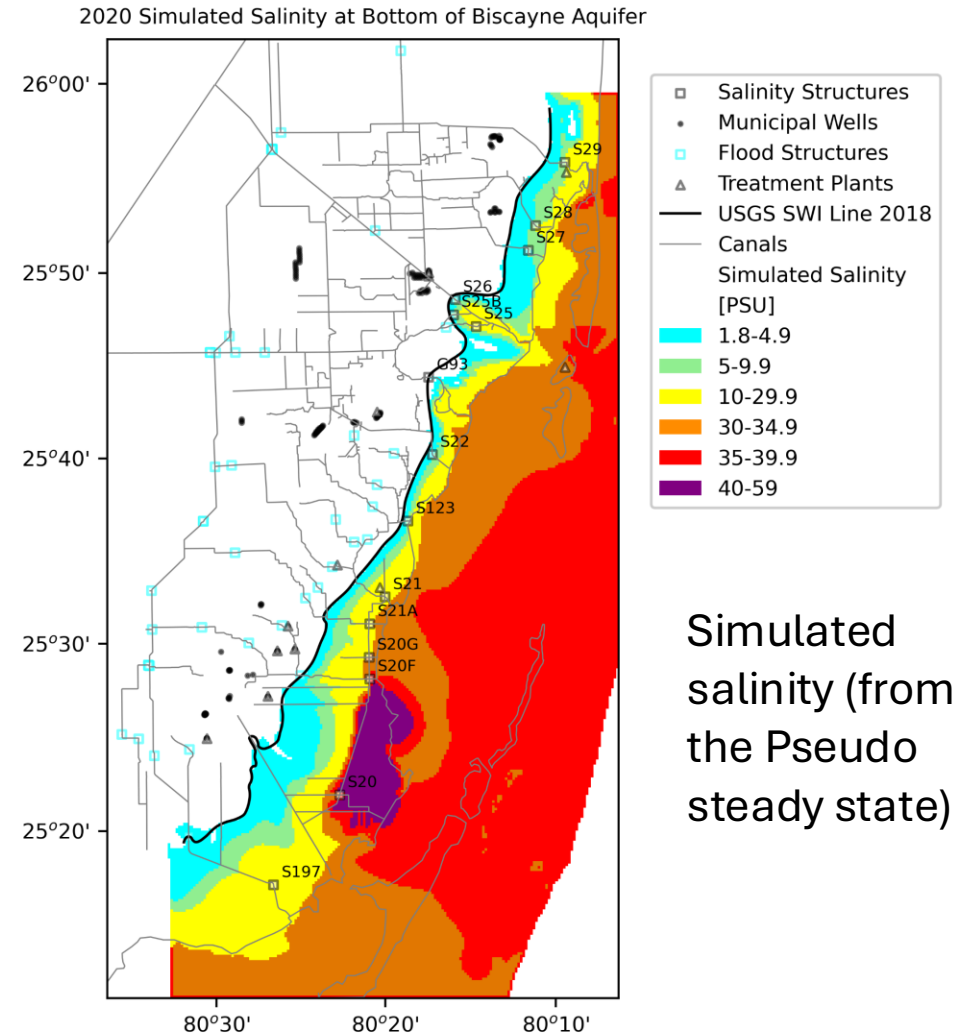 2020 Simulated Salinity at Bottom of Biscayne Aquifer
26°00'
25°50'
25°40'
25°30'
25°20'
80°30'
80°20'
80°10'
S29
S28
S27
S26
S25B
S25
G93
S22
S123
S21
S21A
S20G
S20F
S20
S197
Salinity Structures
Municipal Wells
Flood Structures
Treatment Plants
USGS SWI Line 2018
Canals
Simulated Salinity
[PSU]
1.8-4.9
5-9.9
10-29.9
30-34.9
35-39.9
40-59
Simulated
salinity (from
the Pseudo
steady state)